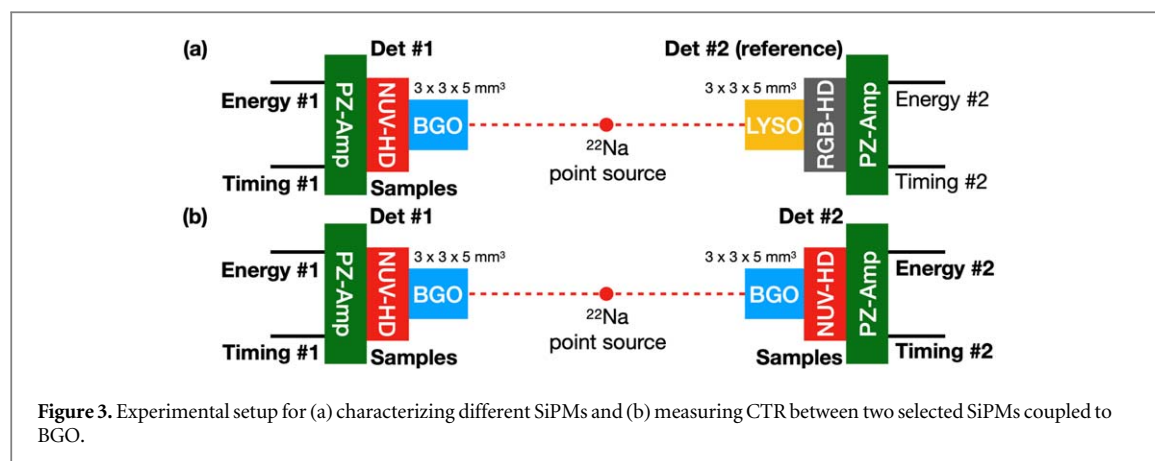 (a)
Det #1
Det #2 (reference)
Energy #1
PZ-Amp
NUV-HD
3 x 3 x 5 mm³
BGO
3 x 3 x 5 mm³
LYSO
RGB-HD
PZ-Amp
Energy #2
²²Na
point source
Timing #1
Samples
Timing #2
(b)
Det #1
Det #2
Energy #1
PZ-Amp
NUV-HD
3 x 3 x 5 mm³
BGO
3 x 3 x 5 mm³
BGO
NUV-HD
PZ-Amp
Energy #2
²²Na
point source
Timing #1
Samples
Samples
Timing #2
Figure 3. Experimental setup for (a) characterizing different SiPMs and (b) measuring CTR between two selected SiPMs coupled to
BGO.